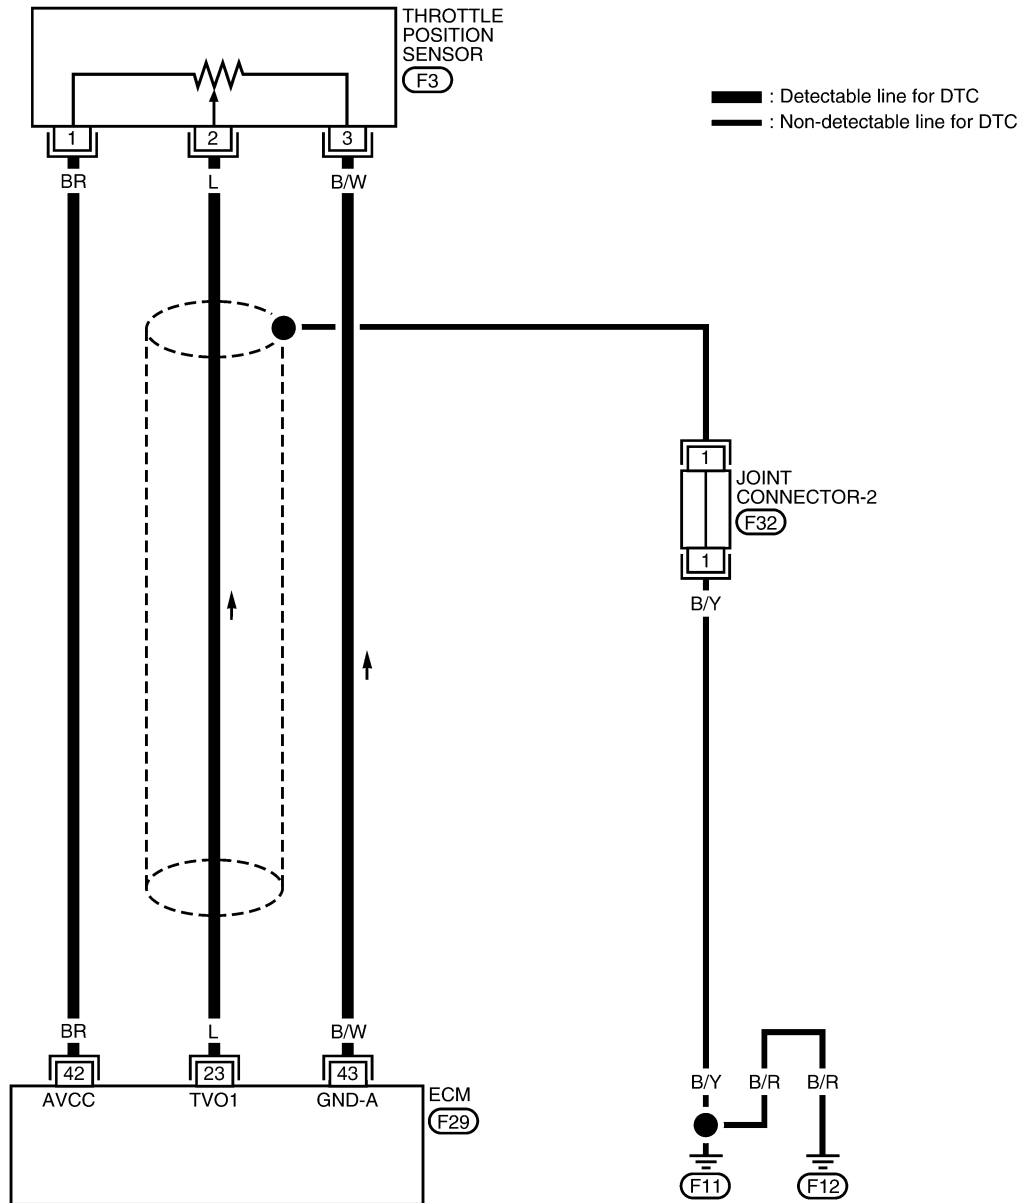 THROTTLE
POSITION
SENSOR
F3
: Detectable line for DTC
: Non-detectable line for DTC
1 2 3
BR L B/W
1
JOINT
CONNECTOR-2
F32
1
B/Y
BR L B/W
42 23 43
AVCC TVO1 GND-A
ECM
F29
B/Y B/R B/R
F11 F12